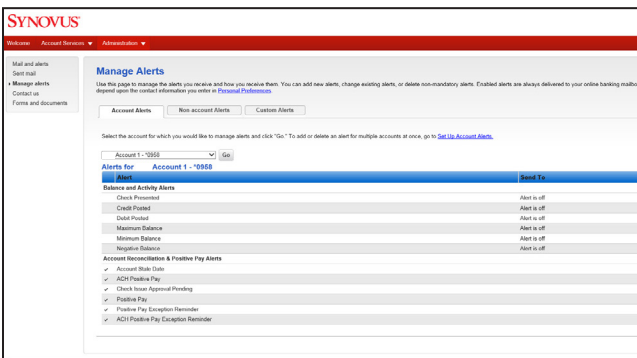 SYNOVUS
Welcome Account Services Administration
Mail and alerts
Sent mail
Manage alerts
Contact us
Forms and documents
Manage Alerts
Use this page to manage the alerts you receive and how you receive them. You can add new alerts, change existing alerts, or delete non-mandatory alerts. Enabled alerts are always delivered to your online banking mailbo
depend upon the contact information you enter in Personal Preferences.
Account Alerts Non-account Alerts Custom Alerts
Select the account for which you would like to manage alerts and click "Go." To add or delete an alert for multiple accounts at once, go to Set Up Account Alerts.
Account 1 - *0958 Go
Alerts for Account 1 - *0958
Alert Send To
Balance and Activity Alerts
Check Presented Alert is off
Credit Posted Alert is off
Debit Posted Alert is off
Maximum Balance Alert is off
Minimum Balance Alert is off
Negative Balance Alert is off
Account Reconciliation & Positive Pay Alerts
✓ Account Stale Date
✓ ACH Positive Pay
✓ Check Issue Approval Pending
✓ Positive Pay
✓ Positive Pay Exception Reminder
✓ ACH Positive Pay Exception Reminder